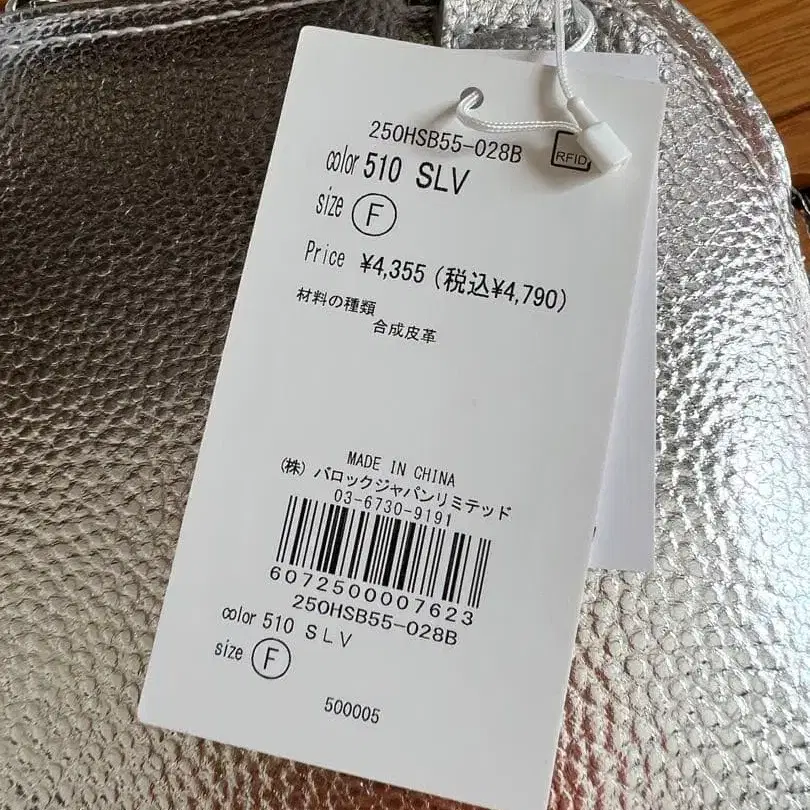 250HSB55-028B
RFID
color 510 SLV
size F
Price ¥4,355 (税込¥4,790)
材料の種類
合成皮革
MADE IN CHINA
(株) バロックジャパンリミテッド
03-6730-9191
6072500007623
250HSB55-028B
color 510 SLV
size F
500005